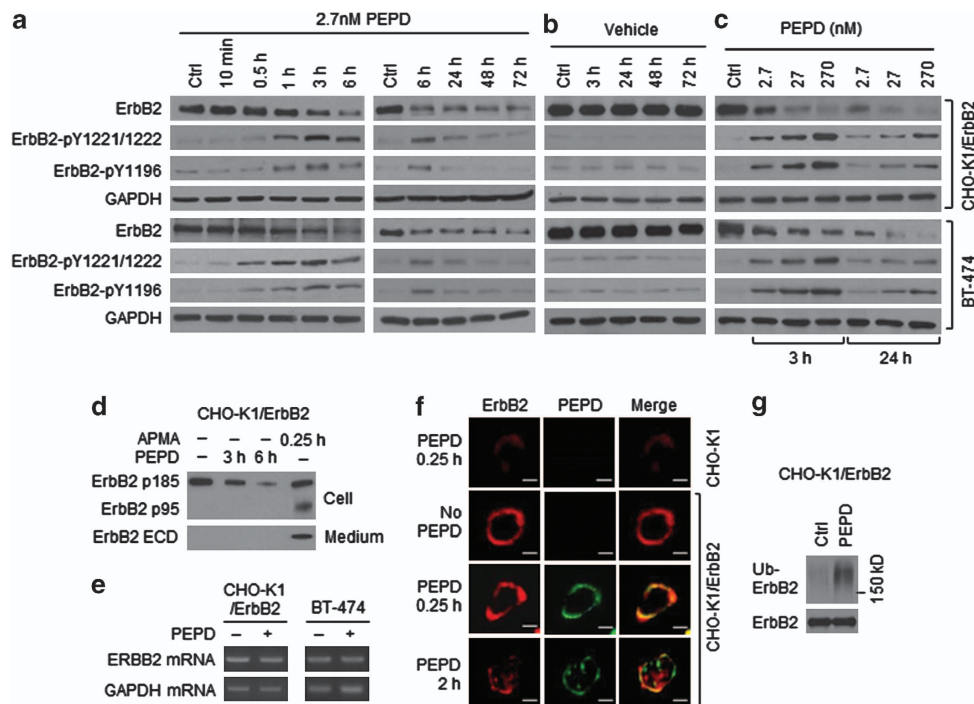 a
2.7nM PEPD
Ctrl 10 min 0.5 h 1 h 3 h 6 h
Ctrl 6 h 24 h 48 h 72 h
b
Vehicle
Ctrl 3 h 24 h 48 h 72 h
c
PEPD (nM)
Ctrl 2.7 27 270 2.7 27 270
ErbB2
ErbB2-pY1221/1222
ErbB2-pY1196
GAPDH
CHO-K1/ErbB2
ErbB2
ErbB2-pY1221/1222
ErbB2-pY1196
GAPDH
BT-474
3 h 24 h
d
CHO-K1/ErbB2
APMA – – – 0.25 h
PEPD – 3 h 6 h –
ErbB2 p185
ErbB2 p95
Cell
ErbB2 ECD Medium
e
CHO-K1
/ErbB2
BT-474
PEPD – + – +
ERBB2 mRNA
GAPDH mRNA
f
ErbB2 PEPD Merge
PEPD
0.25 h
CHO-K1
No
PEPD
PEPD
0.25 h
PEPD
2 h
CHO-K1/ErbB2
g
CHO-K1/ErbB2
Ctrl PEPD
Ub-
ErbB2
150 kD
ErbB2